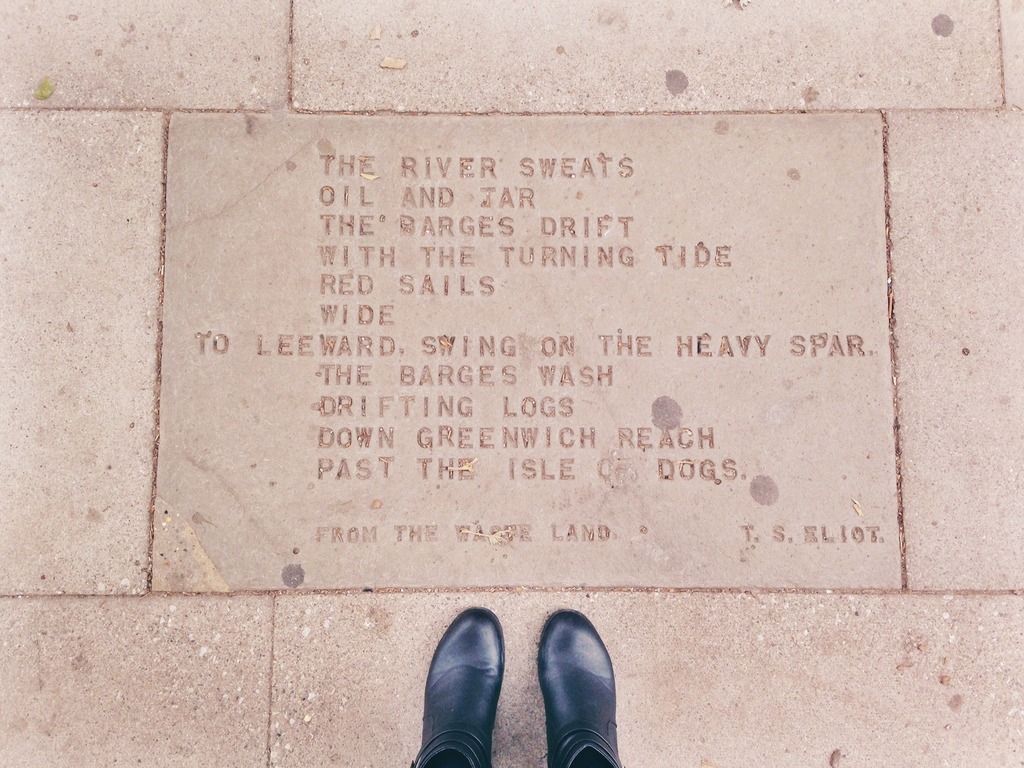 THE RIVER SWEATS
OIL AND TAR
THE BARGES DRIFT
WITH THE TURNING TIDE
RED SAILS
WIDE
TO LEEWARD, SWING ON THE HEAVY SPAR.
THE BARGES WASH
DRIFTING LOGS
DOWN GREENWICH REACH
PAST THE ISLE OF DOGS.
FROM THE WASTE LAND. T. S. ELIOT.